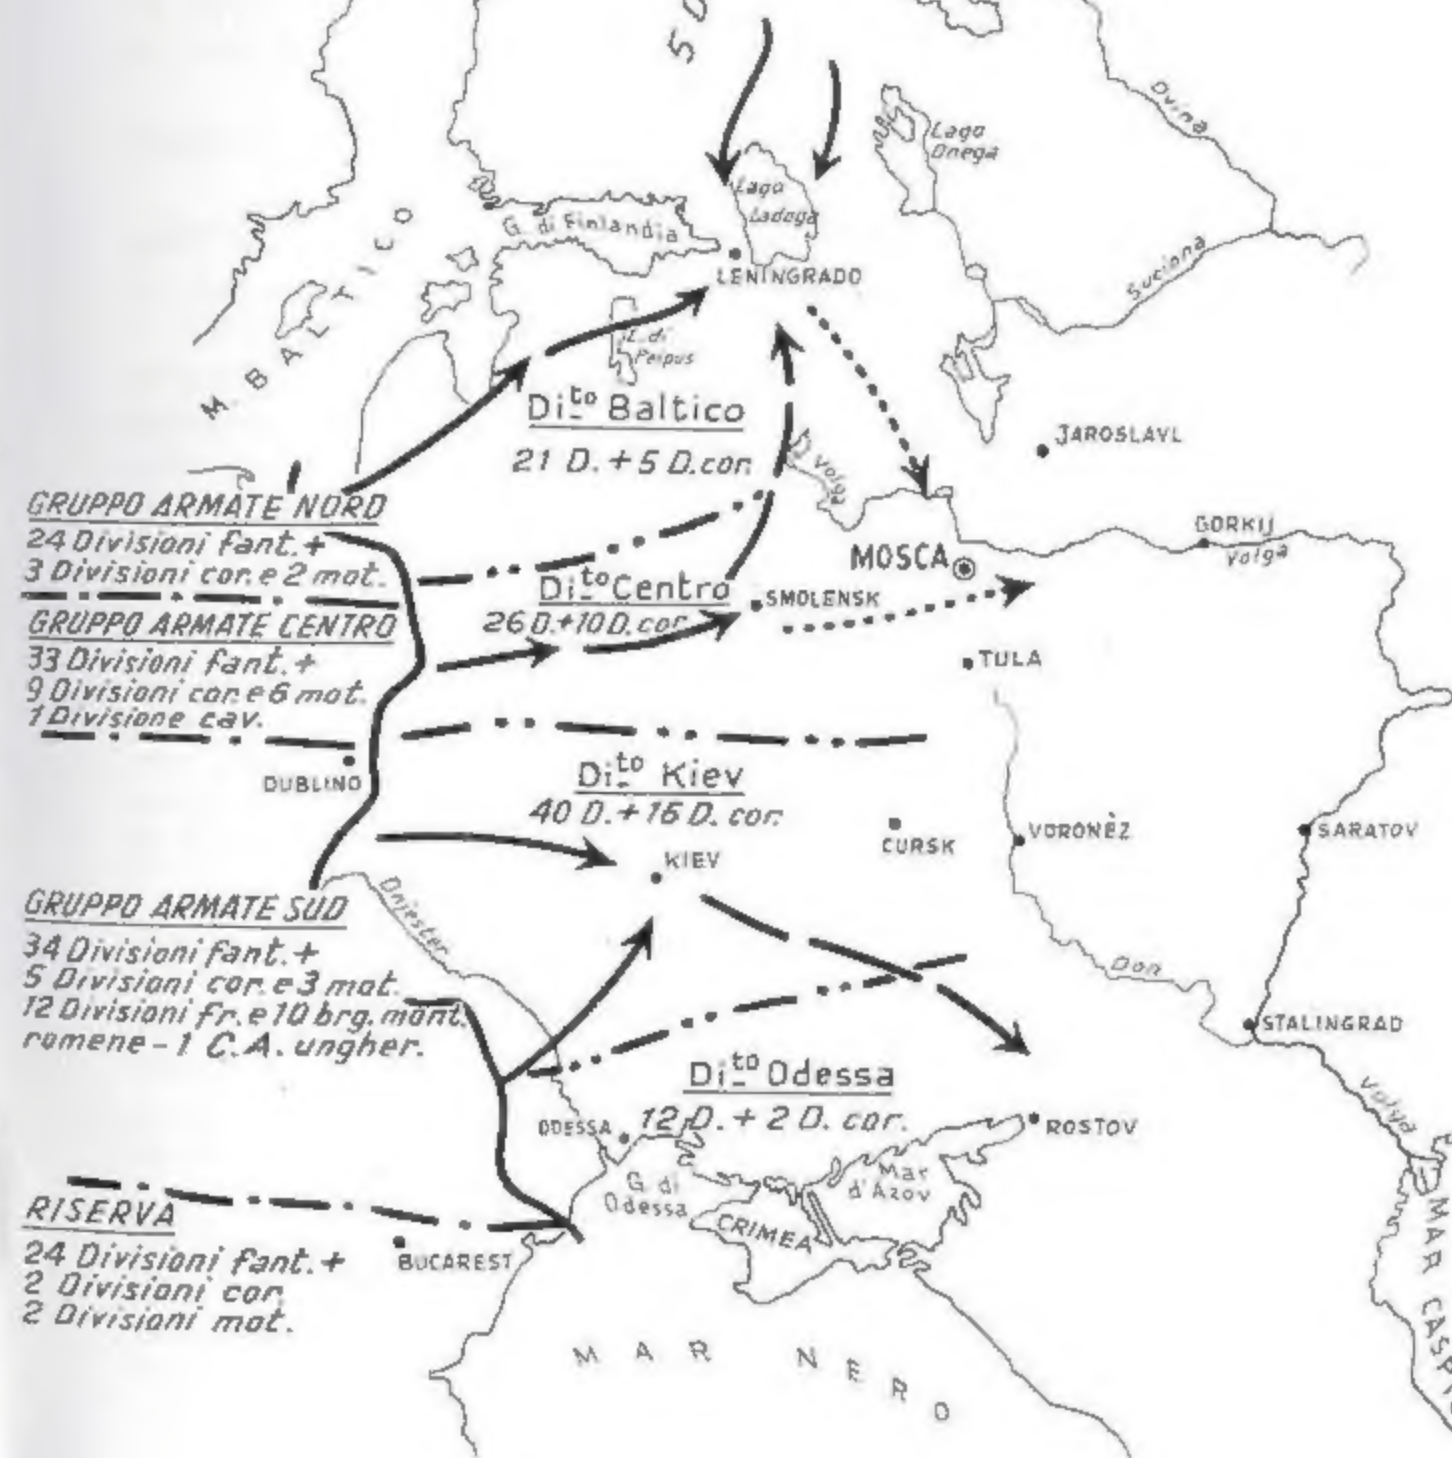 5 D
Dvina
Lago
Onega
Lago
Ladoga
G. di Finlandia
M. BALTICO
LENINGRADO
Suciona
L. di
Peipus
Di.to Baltico
21 D. + 5 D. cor.
Volga
JAROSLAVL
GRUPPO ARMATE NORD
24 Divisioni fant. +
3 Divisioni cor. e 2 mot.
GORKIJ
Volga
MOSCA
Di.to Centro
26 D. + 10 D. cor.
SMOLENSK
GRUPPO ARMATE CENTRO
33 Divisioni fant. +
9 Divisioni cor. e 6 mot.
1 Divisione cav.
TULA
DUBLINO
Di.to Kiev
40 D. + 16 D. cor.
CURSK
VORONÈZ
SARATOV
KIEV
Dnjester
GRUPPO ARMATE SUD
34 Divisioni fant. +
5 Divisioni cor. e 3 mot.
12 Divisioni fr. e 10 brg. mont.
romene - 1 C.A. ungher.
Don
STALINGRAD
Volga
Di.to Odessa
12 D. + 2 D. cor.
ODESSA
ROSTOV
G. di
Odessa
Mar
d'Azov
CRIMEA
RISERVA
24 Divisioni fant. +
2 Divisioni cor.
2 Divisioni mot.
BUCAREST
MAR NERO
MAR CASPIO